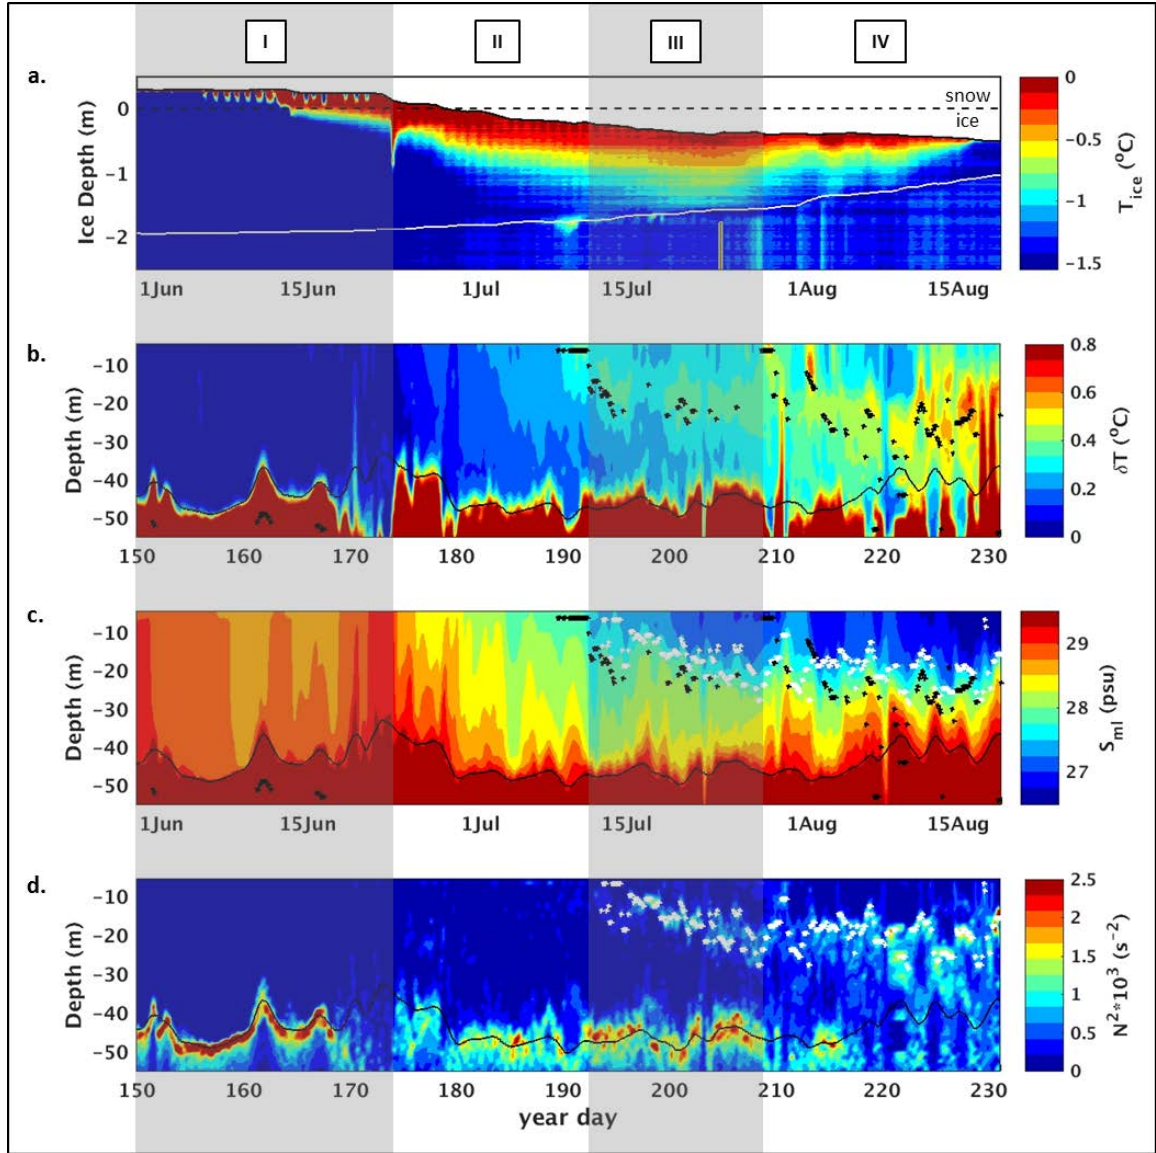 I II III IV
a.
Ice Depth (m)
0
-1
-2
snow
ice
0
-0.5
-1
-1.5
T_ice (°C)
1Jun 15Jun 1Jul 15Jul 1Aug 15Aug
b.
Depth (m)
-10
-20
-30
-40
-50
0.8
0.6
0.4
0.2
0
δT (°C)
150 160 170 180 190 200 210 220 230
c.
Depth (m)
-10
-20
-30
-40
-50
29
28
27
S_ml (psu)
1Jun 15Jun 1Jul 15Jul 1Aug 15Aug
d.
Depth (m)
-10
-20
-30
-40
-50
2.5
2
1.5
1
0.5
0
N²*10³ (s⁻²)
150 160 170 180 190 200 210 220 230
year day